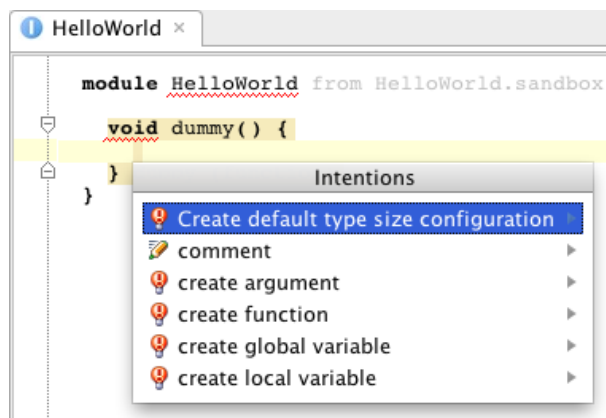 HelloWorld ×
module HelloWorld from HelloWorld.sandbox
void dummy() {
}
}
Intentions
Create default type size configuration
comment
create argument
create function
create global variable
create local variable